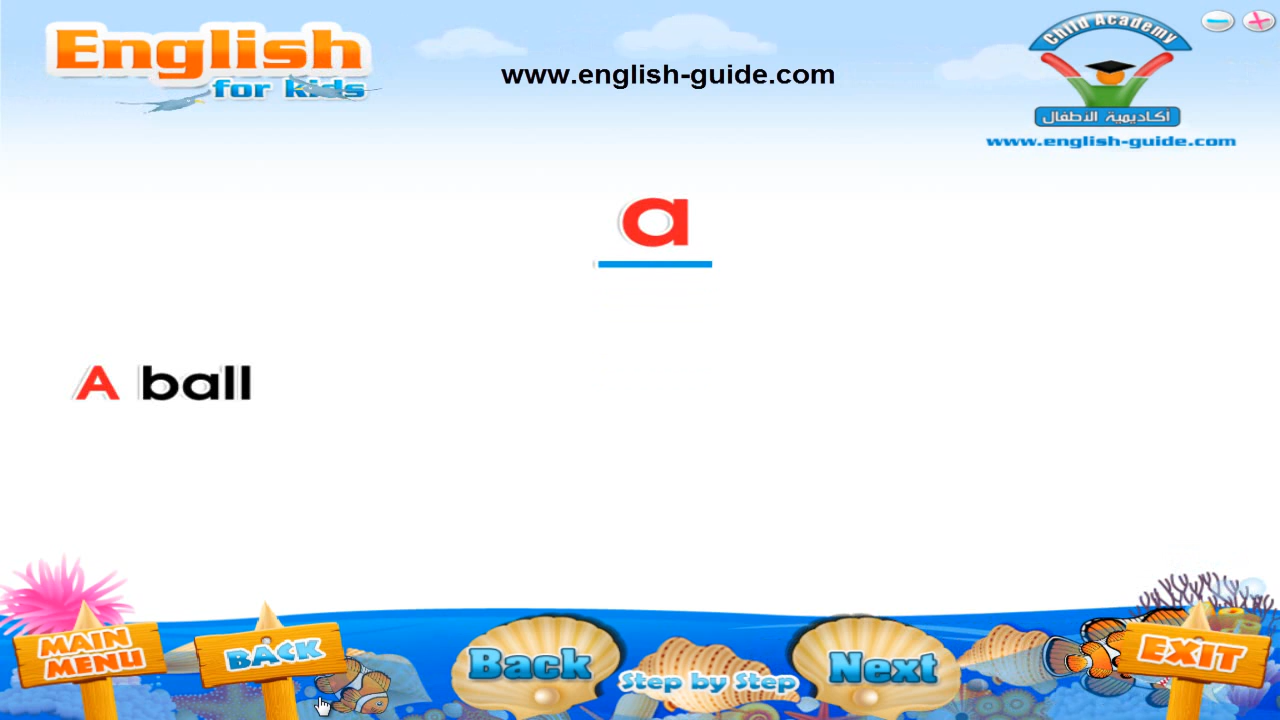 English
for kids
www.english-guide.com
Child Academy
أكاديمية الاطفال
www.english-guide.com
a
A ball
MAIN
MENU
BACK
Back
Step by Step
Next
EXIT